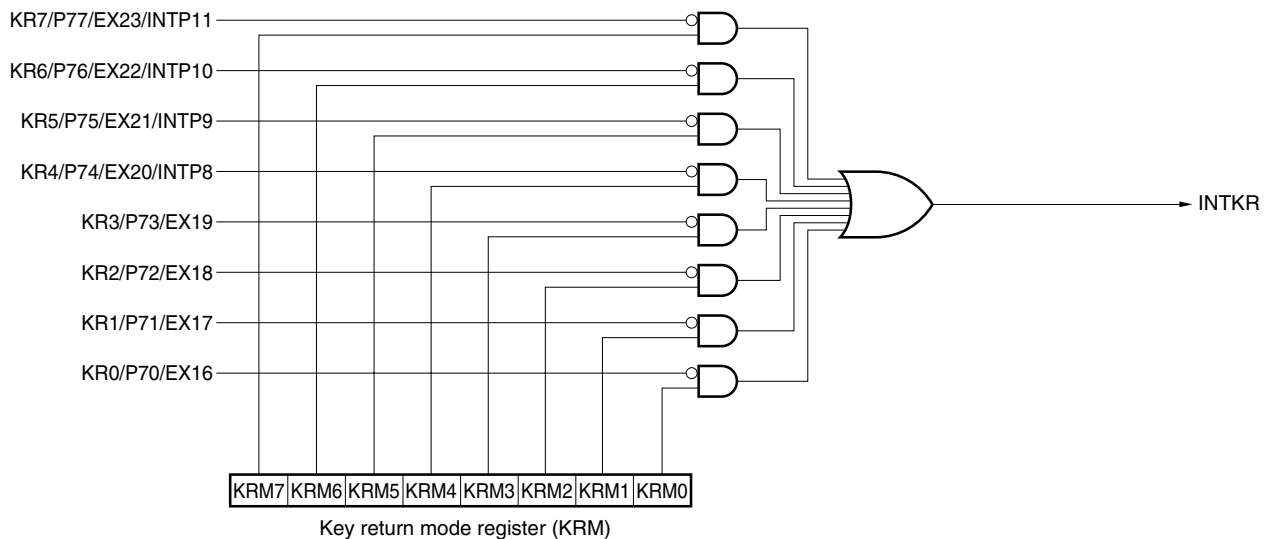 KR7/P77/EX23/INTP11
KR6/P76/EX22/INTP10
KR5/P75/EX21/INTP9
KR4/P74/EX20/INTP8
KR3/P73/EX19
INTKR
KR2/P72/EX18
KR1/P71/EX17
KR0/P70/EX16
KRM7 KRM6 KRM5 KRM4 KRM3 KRM2 KRM1 KRM0
Key return mode register (KRM)